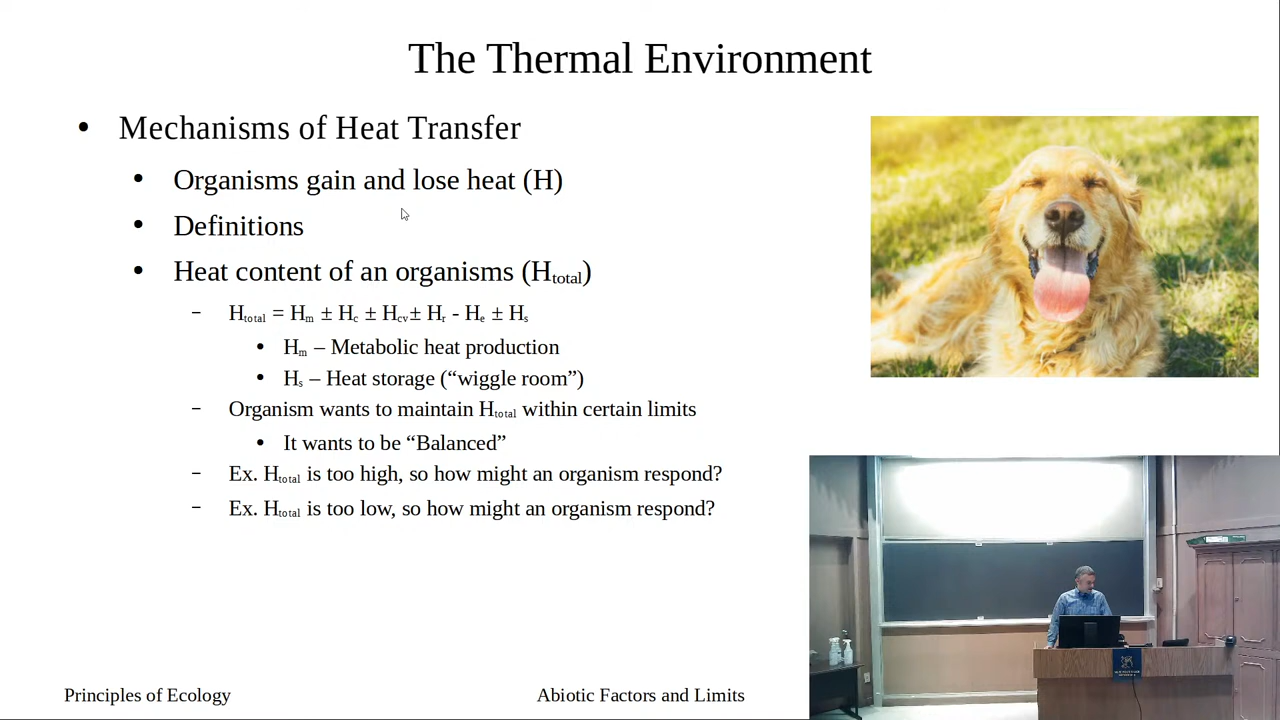 The Thermal Environment
• Mechanisms of Heat Transfer
• Organisms gain and lose heat (H)
• Definitions
• Heat content of an organisms (Htotal)
– Htotal = Hm ± Hc ± Hcv± Hr - He ± Hs
• Hm – Metabolic heat production
• Hs – Heat storage (“wiggle room”)
– Organism wants to maintain Htotal within certain limits
• It wants to be “Balanced”
– Ex. Htotal is too high, so how might an organism respond?
– Ex. Htotal is too low, so how might an organism respond?
Principles of Ecology
Abiotic Factors and Limits